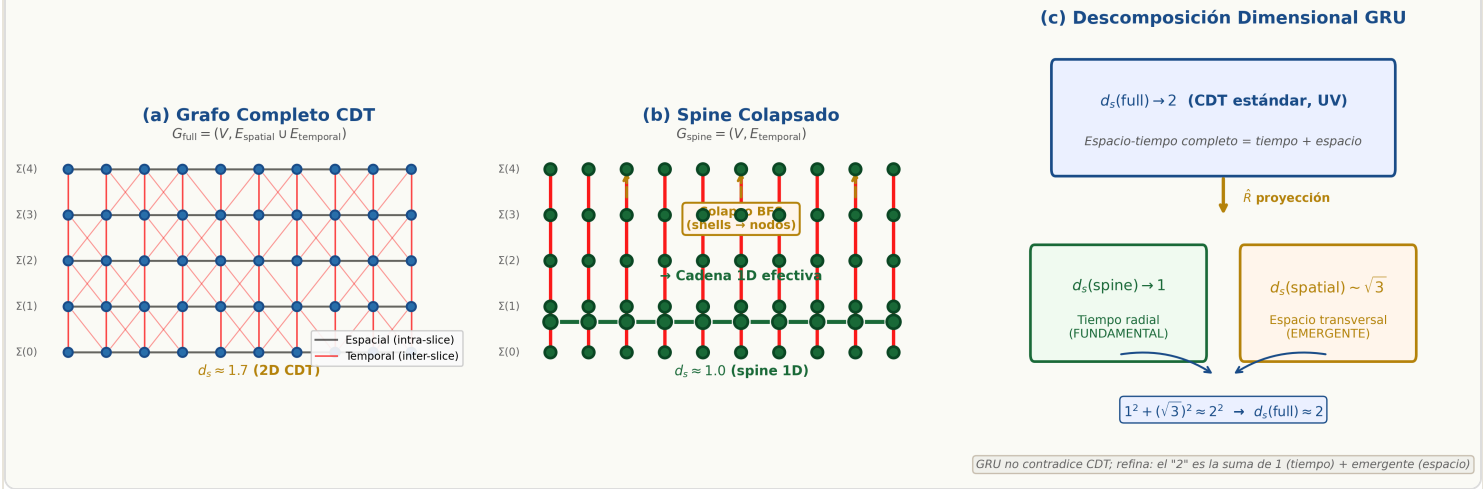 (a) Grafo Completo CDT
G_full = (V, E_spatial ∪ E_temporal)
Σ(4)
Σ(3)
Σ(2)
Σ(1)
Σ(0)
Espacial (intra-slice)
Temporal (inter-slice)
d_s ≈ 1.7 (2D CDT)
(b) Spine Colapsado
G_spine = (V, E_temporal)
Σ(4)
Σ(3)
Σ(2)
Σ(1)
Σ(0)
(shells → nodos)
→ Cadena 1D efectiva
d_s ≈ 1.0 (spine 1D)
(c) Descomposición Dimensional GRU
d_s(full) → 2 (CDT estándar, UV)
Espacio-tiempo completo = tiempo + espacio
R̂ proyección
d_s(spine) → 1
Tiempo radial
(FUNDAMENTAL)
d_s(spatial) ~ √3
Espacio transversal
(EMERGENTE)
1² + (√3)² ≈ 2² → d_s(full) ≈ 2
GRU no contradice CDT; refina: el "2" es la suma de 1 (tiempo) + emergente (espacio)